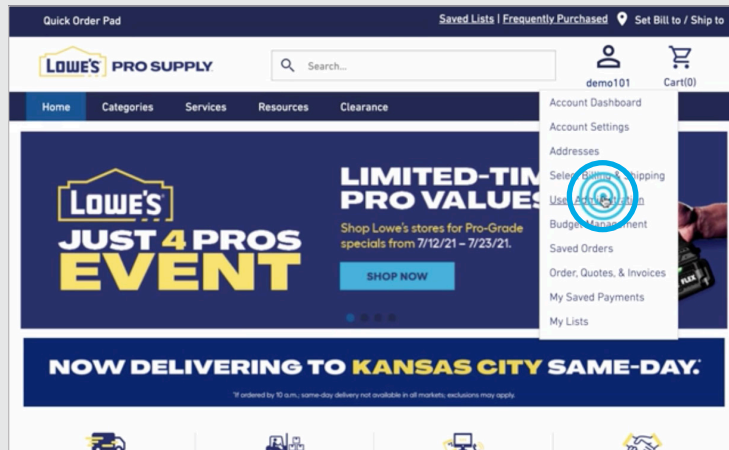 Quick Order Pad
Saved Lists | Frequently Purchased
Set Bill to / Ship to
LOWE'S PRO SUPPLY
Search...
demo101
Cart(0)
Home
Categories
Services
Resources
Clearance
Account Dashboard
Account Settings
Addresses
Select Billing & Shipping
User Administration
Budget Management
Saved Orders
Order, Quotes, & Invoices
My Saved Payments
My Lists
LOWE'S
JUST 4 PROS
EVENT
LIMITED-TIM
PRO VALUES
Shop Lowe's stores for Pro-Grade
specials from 7/12/21 – 7/23/21.
SHOP NOW
FLEX
NOW DELIVERING TO KANSAS CITY SAME-DAY.*
*If ordered by 10 a.m.; same-day delivery not available in all markets; exclusions may apply.